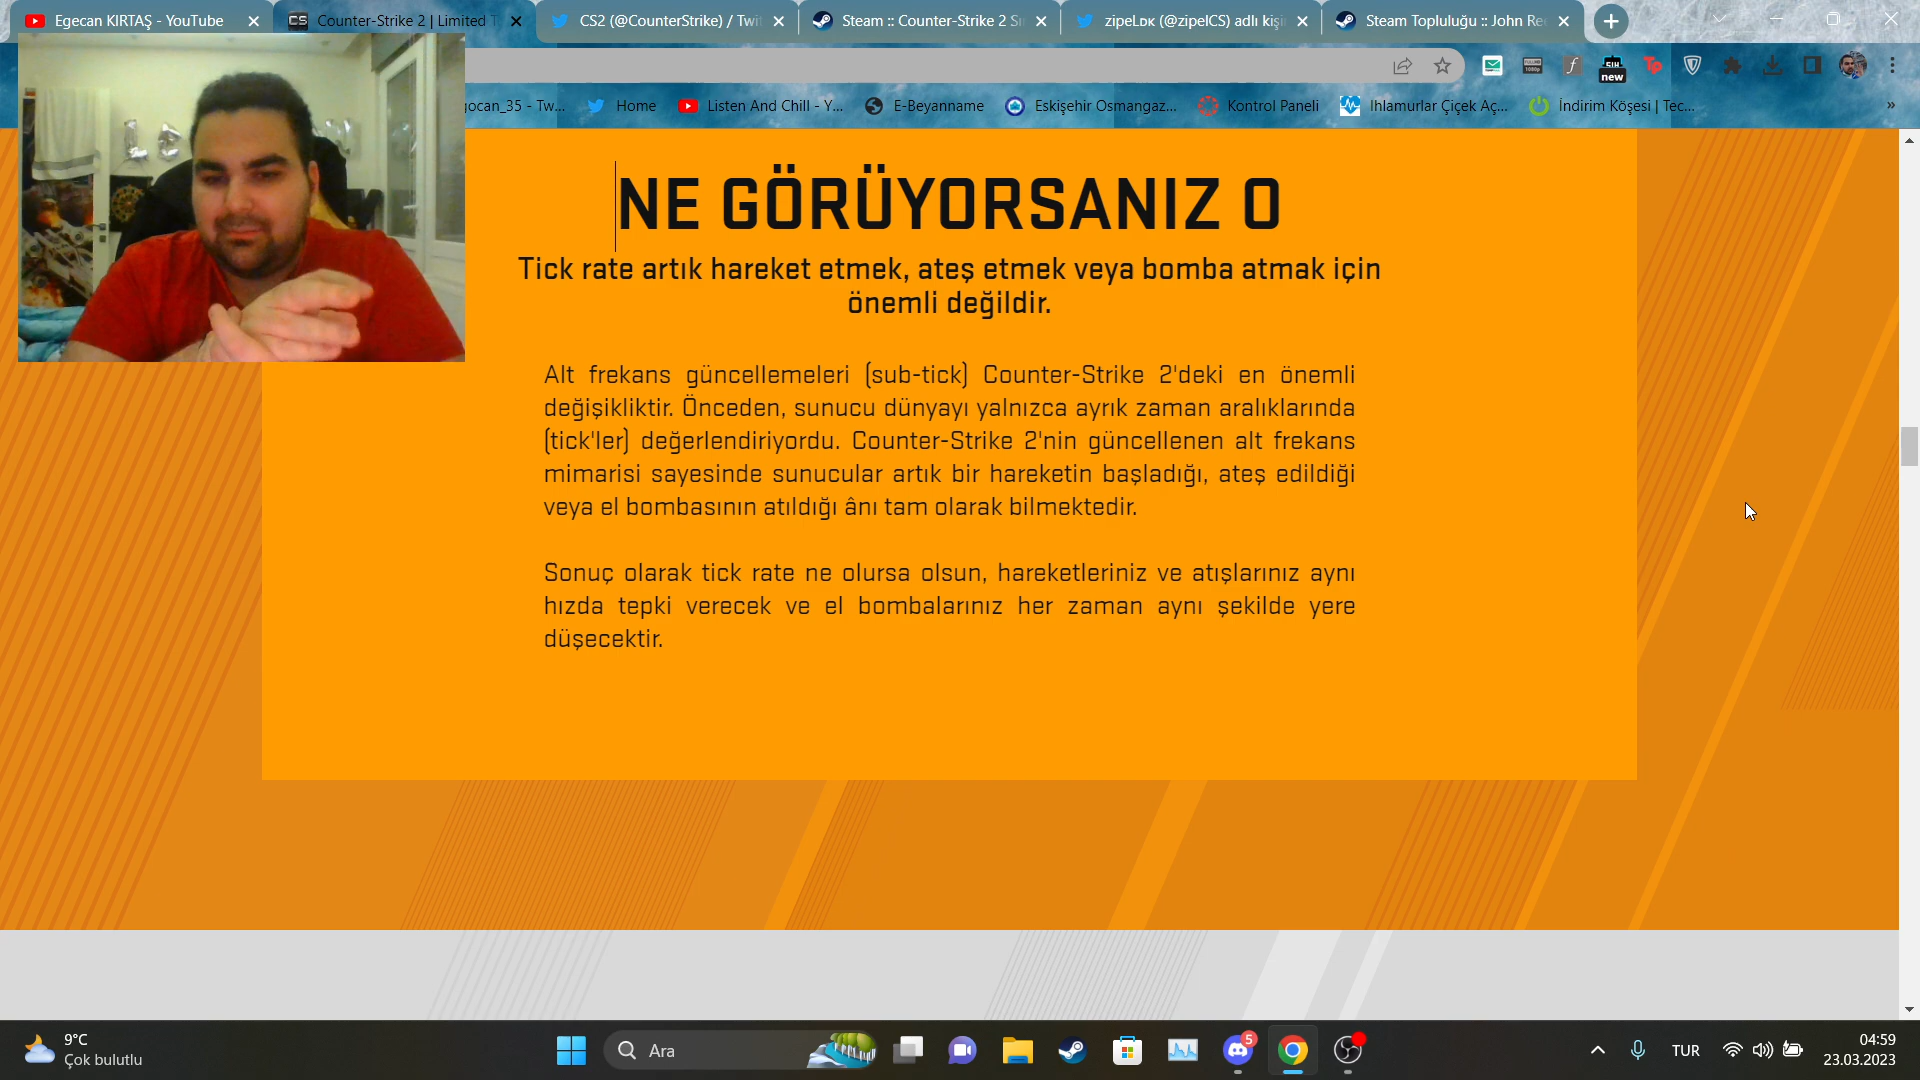 Egecan KIRTAŞ - YouTube
Counter-Strike 2 | Limited T
CS2 (@CounterStrike) / Twi
Steam :: Counter-Strike 2 Sı
zipeLDK (@zipelCS) adlı kişi
Steam Topluluğu :: John Re
new
gocan_35 - Tw...
Home
Listen And Chill - Y...
E-Beyanname
Eskişehir Osmangaz...
Kontrol Paneli
Ihlamurlar Çiçek Aç...
İndirim Köşesi | Tec...
»
NE GÖRÜYORSANIZ O
Tick rate artık hareket etmek, ateş etmek veya bomba atmak için
önemli değildir.
Alt frekans güncellemeleri (sub-tick) Counter-Strike 2'deki en önemli
değişikliktir. Önceden, sunucu dünyayı yalnızca ayrık zaman aralıklarında
(tick'ler) değerlendiriyordu. Counter-Strike 2'nin güncellenen alt frekans
mimarisi sayesinde sunucular artık bir hareketin başladığı, ateş edildiği
veya el bombasının atıldığı ânı tam olarak bilmektedir.
Sonuç olarak tick rate ne olursa olsun, hareketleriniz ve atışlarınız aynı
hızda tepki verecek ve el bombalarınız her zaman aynı şekilde yere
düşecektir.
9°C
Çok bulutlu
Ara
5
TUR
04:59
23.03.2023